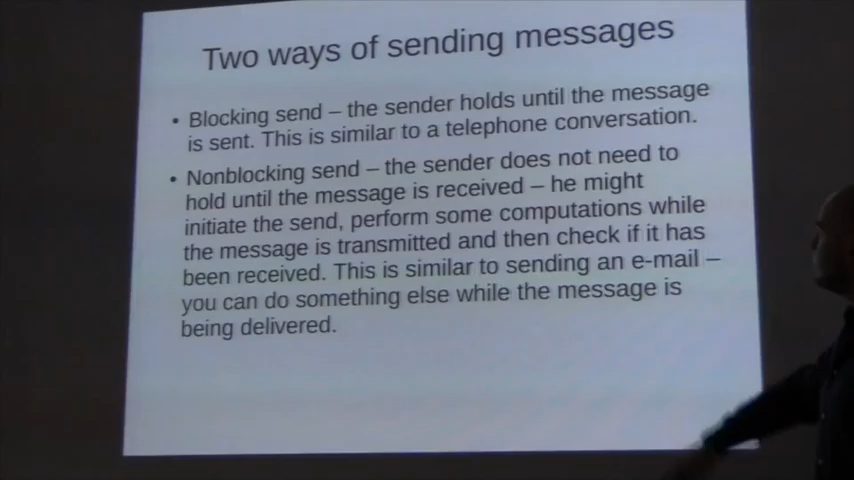 Two ways of sending messages
• Blocking send – the sender holds until the message
is sent. This is similar to a telephone conversation.
• Nonblocking send – the sender does not need to
hold until the message is received – he might
initiate the send, perform some computations while
the message is transmitted and then check if it has
been received. This is similar to sending an e-mail –
you can do something else while the message is
being delivered.